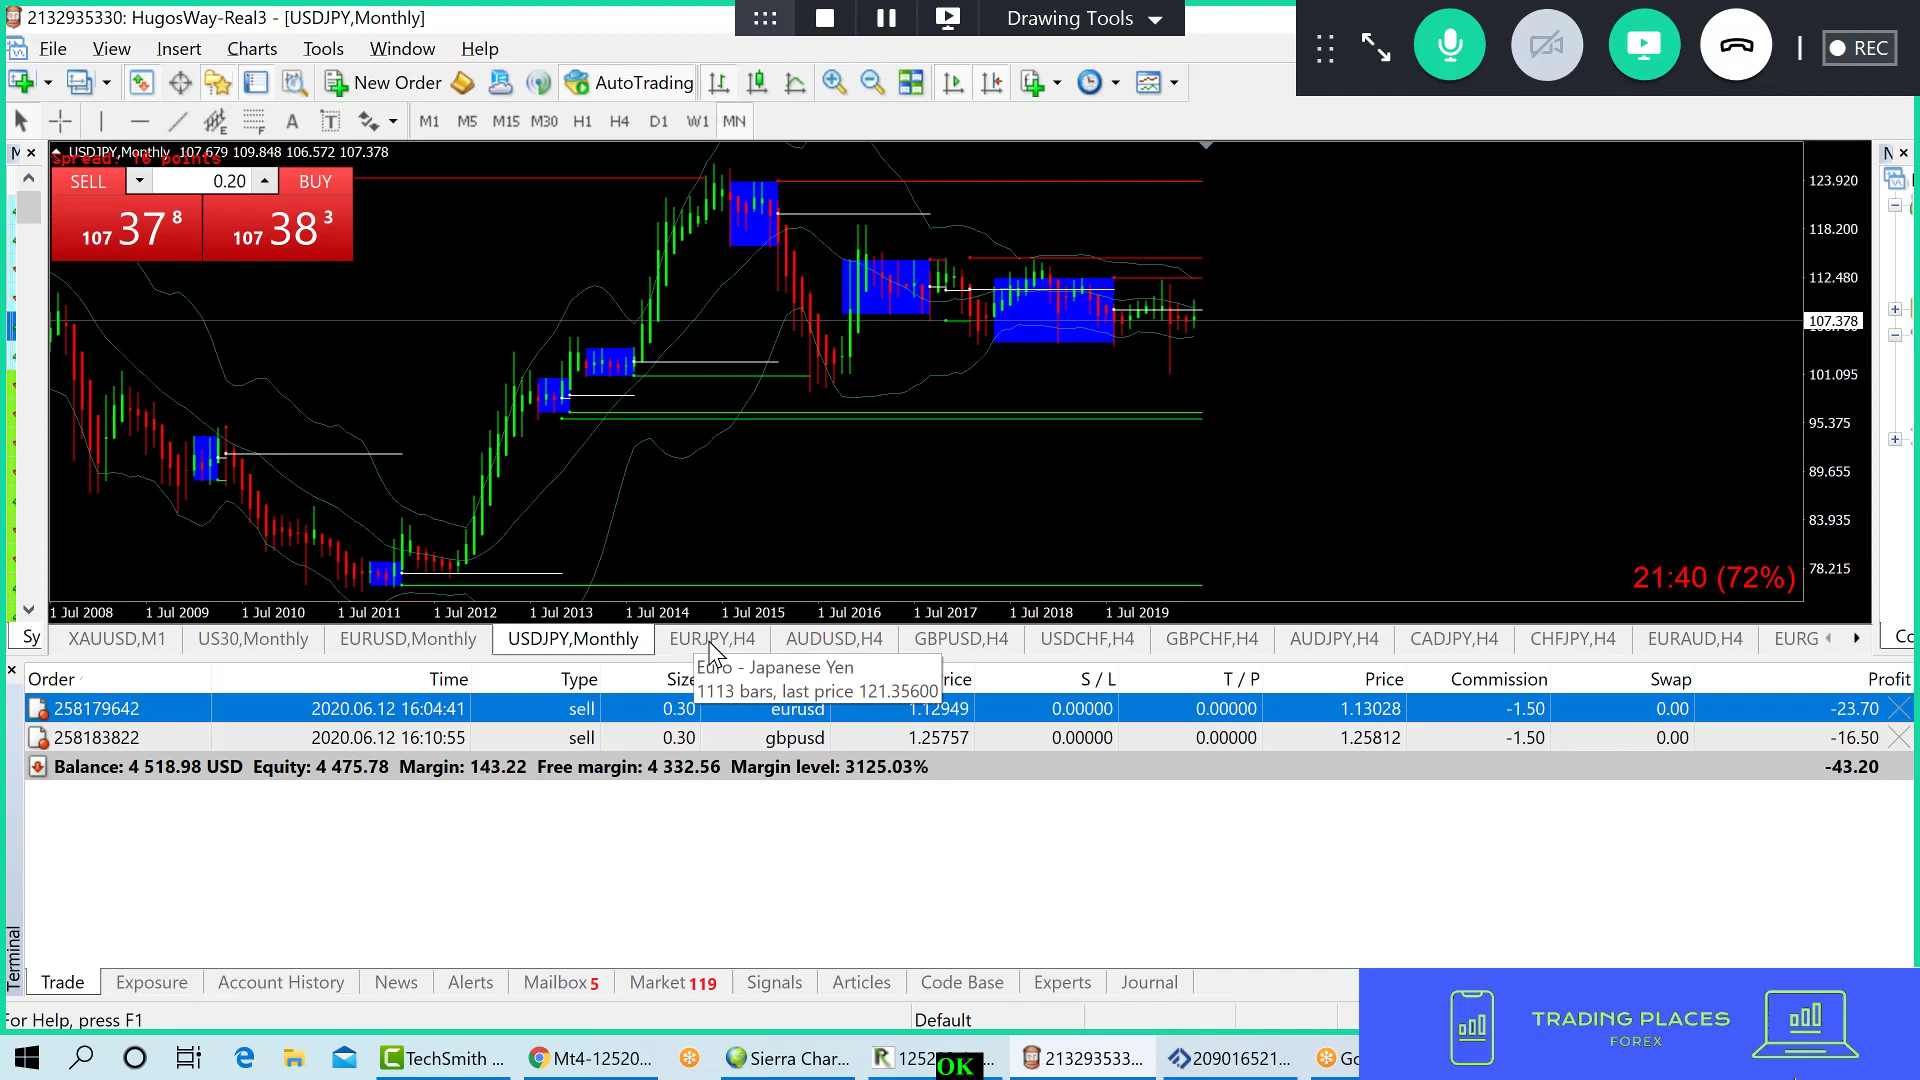 2132935330: HugosWay-Real3 - [USDJPY,Monthly]
Drawing Tools
REC
File View Insert Charts Tools Window Help
New Order AutoTrading
A T M1 M5 M15 M30 H1 H4 D1 W1 MN
USDJPY,Monthly 107.679 109.848 106.572 107.378
Spread: 16 points
SELL 0.20 BUY
107 37 8 107 38 3
123.920
118.200
112.480
107.378
101.095
95.375
89.655
83.935
78.215
21:40 (72%)
1 Jul 2008 1 Jul 2009 1 Jul 2010 1 Jul 2011 1 Jul 2012 1 Jul 2013 1 Jul 2014 1 Jul 2015 1 Jul 2016 1 Jul 2017 1 Jul 2018 1 Jul 2019
Sy XAUUSD,M1 US30,Monthly EURUSD,Monthly USDJPY,Monthly EURJPY,H4 AUDUSD,H4 GBPUSD,H4 USDCHF,H4 GBPCHF,H4 AUDJPY,H4 CADJPY,H4 CHFJPY,H4 EURAUD,H4 EURG Co
Euro - Japanese Yen
1113 bars, last price 121.35600
Order Time Type Size rice S / L T / P Price Commission Swap Profit
258179642 2020.06.12 16:04:41 sell 0.30 eurusd 1.12949 0.00000 0.00000 1.13028 -1.50 0.00 -23.70
258183822 2020.06.12 16:10:55 sell 0.30 gbpusd 1.25757 0.00000 0.00000 1.25812 -1.50 0.00 -16.50
Balance: 4 518.98 USD Equity: 4 475.78 Margin: 143.22 Free margin: 4 332.56 Margin level: 3125.03% -43.20
Terminal
Trade Exposure Account History News Alerts Mailbox 5 Market 119 Signals Articles Code Base Experts Journal
For Help, press F1 Default
TRADING PLACES
FOREX
TechSmith ... Mt4-12520... Sierra Char... 213293533... 209016521... Go
OK